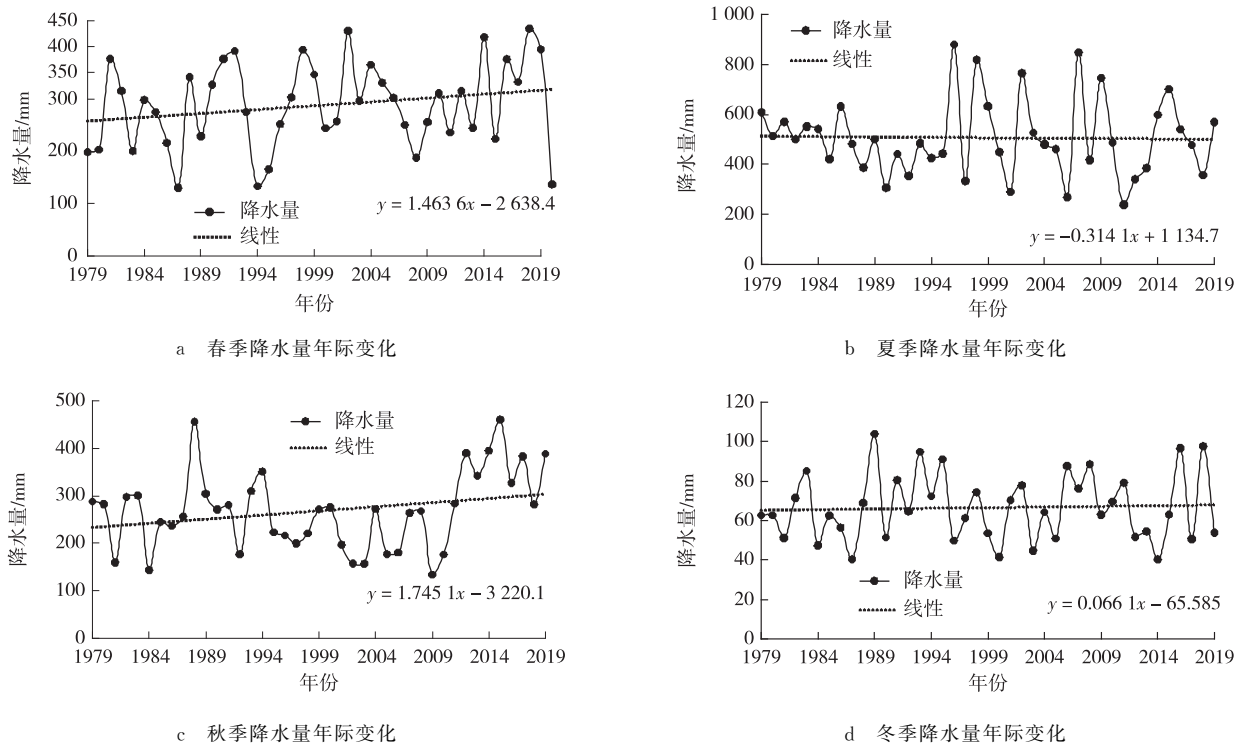 450
400
350
300
200
100
0
降水量/mm
降水量
线性
y = 1.463 6x − 2 638.4
1979 1984 1989 1994 1999 2004 2009 2014 2019
年份
a 春季降水量年际变化
1 000
800
600
400
200
0
降水量/mm
降水量
线性
y = −0.314 1x + 1 134.7
1979 1984 1989 1994 1999 2004 2009 2014 2019
年份
b 夏季降水量年际变化
500
400
300
200
100
0
降水量/mm
降水量
线性
y = 1.745 1x − 3 220.1
1979 1984 1989 1994 1999 2004 2009 2014 2019
年份
c 秋季降水量年际变化
120
100
80
60
40
20
0
降水量/mm
降水量
线性
y = 0.066 1x − 65.585
1979 1984 1989 1994 1999 2004 2009 2014 2019
年份
d 冬季降水量年际变化